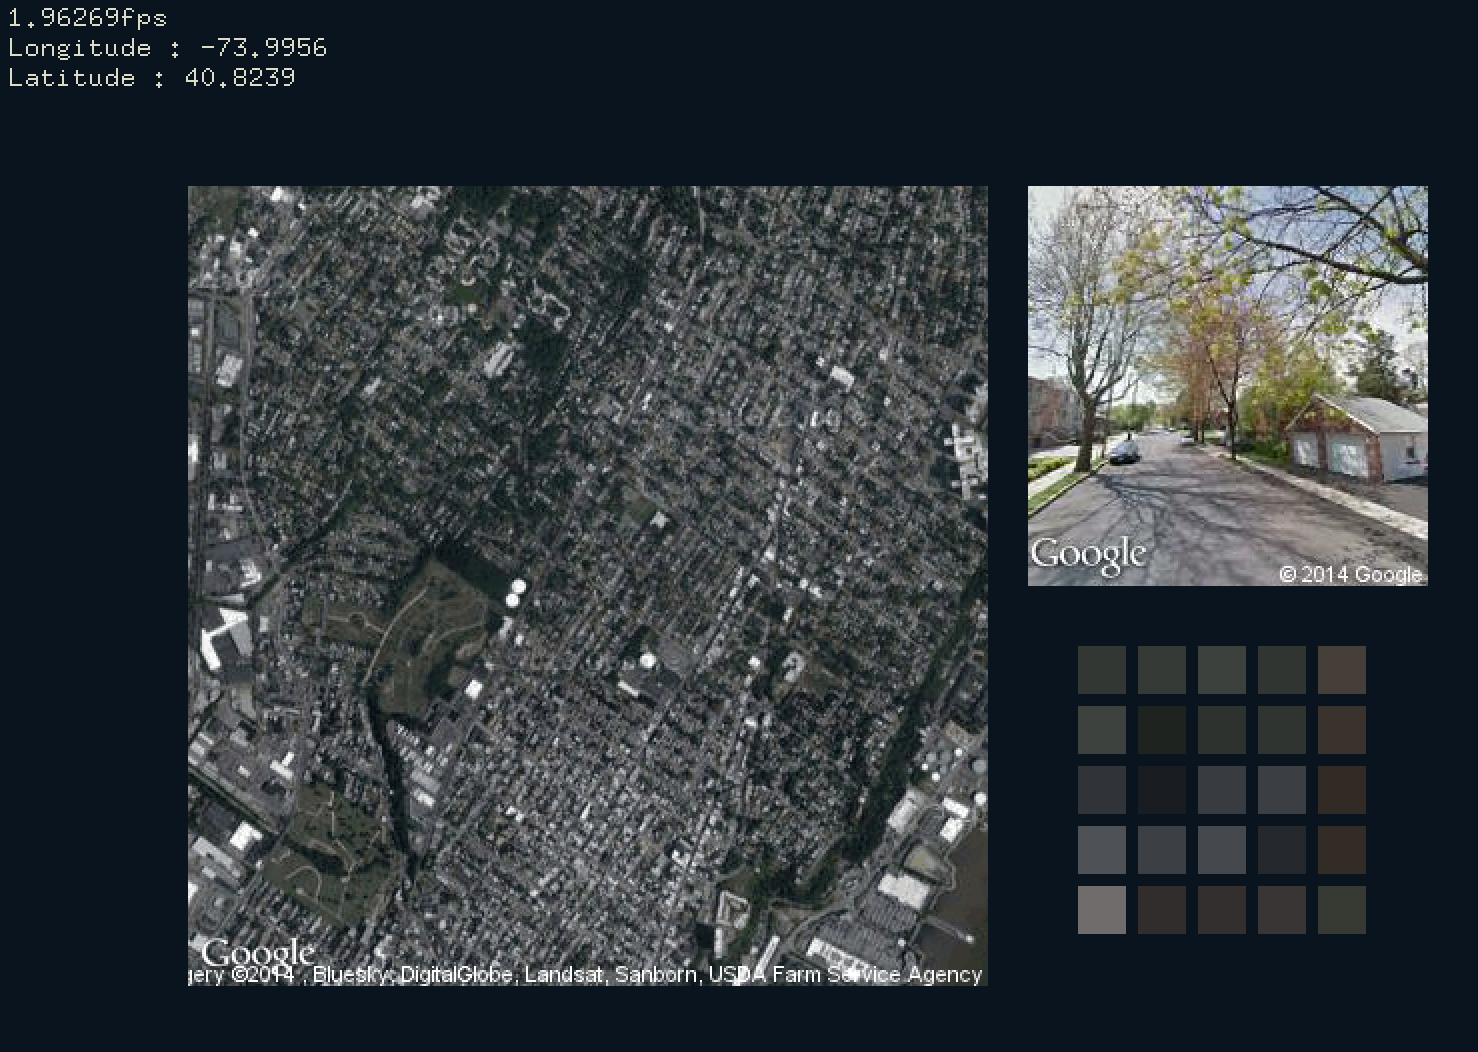 1.96269fps
Longitude : -73.9956
Latitude : 40.8239
Google
© 2014 Google
Google
gery ©2014 , Bluesky, DigitalGlobe, Landsat, Sanborn, USDA Farm Service Agency